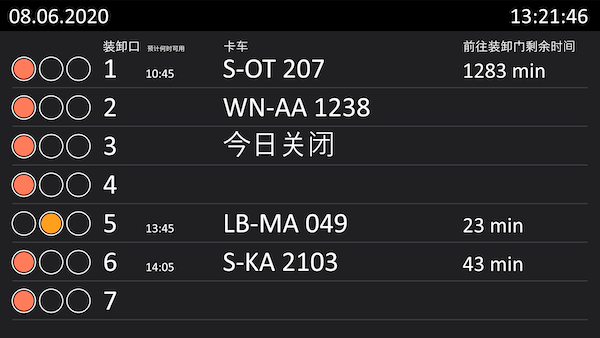 08.06.2020 13:21:46
装卸口 预计何时可用 卡车 前往装卸门剩余时间
1 10:45 S-OT 207 1283 min
2 WN-AA 1238
3 今日关闭
4
5 13:45 LB-MA 049 23 min
6 14:05 S-KA 2103 43 min
7